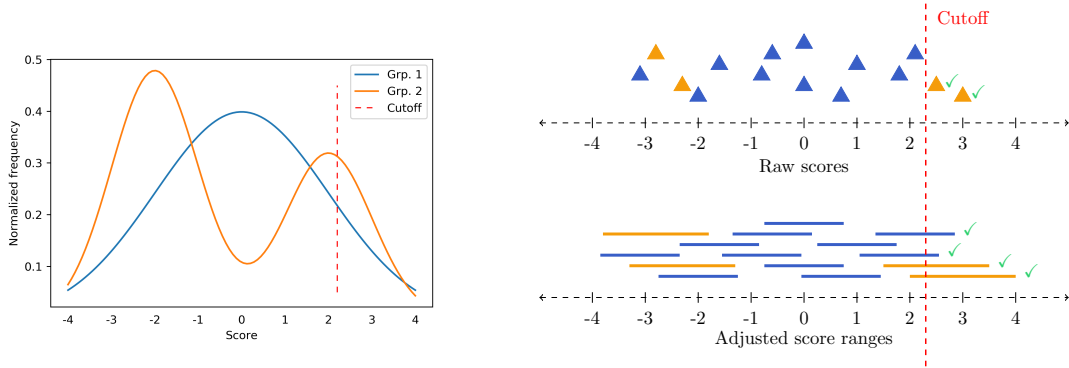 0.5
0.4
0.3
0.2
0.1
-4 -3 -2 -1 0 1 2 3 4
Score
Normalized frequency
Grp. 1
Grp. 2
Cutoff
Cutoff
-4 -3 -2 -1 0 1 2 3 4
Raw scores
-4 -3 -2 -1 0 1 2 3 4
Adjusted score ranges